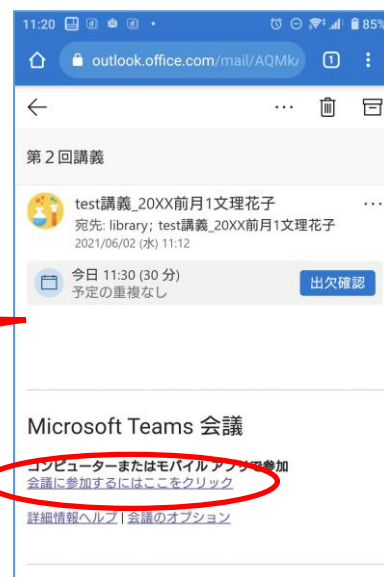 11:20
85%
outlook.office.com/mail/AQMk
1
第２回講義
test講義_20XX前月1文理花子
宛先: library; test講義_20XX前月1文理花子
2021/06/02 (水) 11:12
今日 11:30 (30 分)
予定の重複なし
出欠確認
Microsoft Teams 会議
コンピューターまたはモバイル アプリで参加
会議に参加するにはここをクリック
詳細情報ヘルプ | 会議のオプション